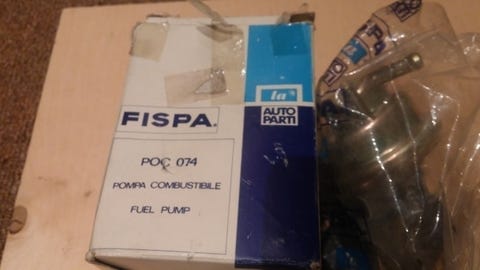 la
AUTO
PARTI
FISPA®
POC 074
POMPA COMBUSTIBILE
FUEL PUMP